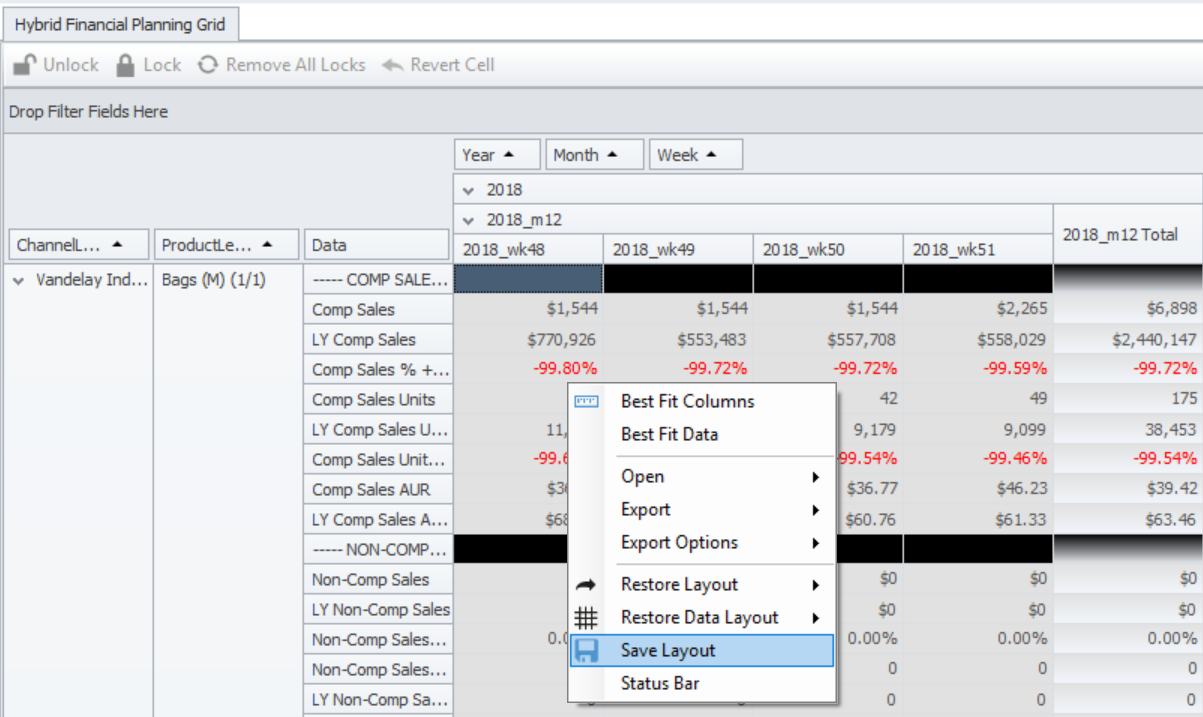 Hybrid Financial Planning Grid
Unlock Lock Remove All Locks Revert Cell
Drop Filter Fields Here
Year Month Week
2018
2018_m12
ChannelL... ProductLe... Data 2018_wk48 2018_wk49 2018_wk50 2018_wk51 2018_m12 Total
Vandelay Ind... Bags (M) (1/1) ----- COMP SALE...
Comp Sales $1,544 $1,544 $1,544 $2,265 $6,898
LY Comp Sales $770,926 $553,483 $557,708 $558,029 $2,440,147
Comp Sales % +... -99.80% -99.72% -99.72% -99.59% -99.72%
Comp Sales Units 42 49 175
LY Comp Sales U... 11, 9,179 9,099 38,453
Comp Sales Unit... -99. 99.54% -99.46% -99.54%
Comp Sales AUR $36.77 $46.23 $39.42
LY Comp Sales A... $60.76 $61.33 $63.46
----- NON-COMP...
Non-Comp Sales $0 $0 $0
LY Non-Comp Sales $0 $0 $0
Non-Comp Sales... 0. 0.00% 0.00% 0.00%
Non-Comp Sales... 0 0 0
LY Non-Comp Sa... 0 0 0
Best Fit Columns
Best Fit Data
Open
Export
Export Options
Restore Layout
Restore Data Layout
Save Layout
Status Bar